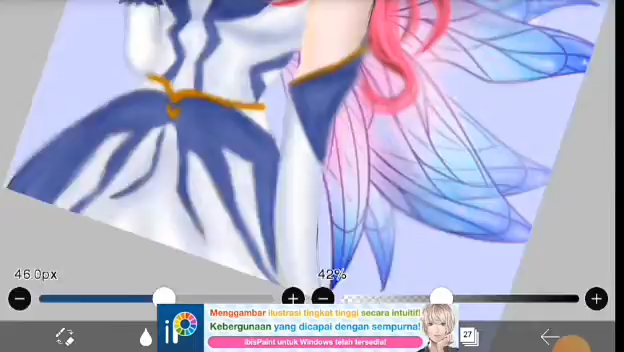 46.0px
42%
Menggambar ilustrasi tingkat tinggi secara intuitif!
Kebergunaan yang dicapai dengan sempurna!
ibisPaint untuk Windows telah tersedia!
iP
27